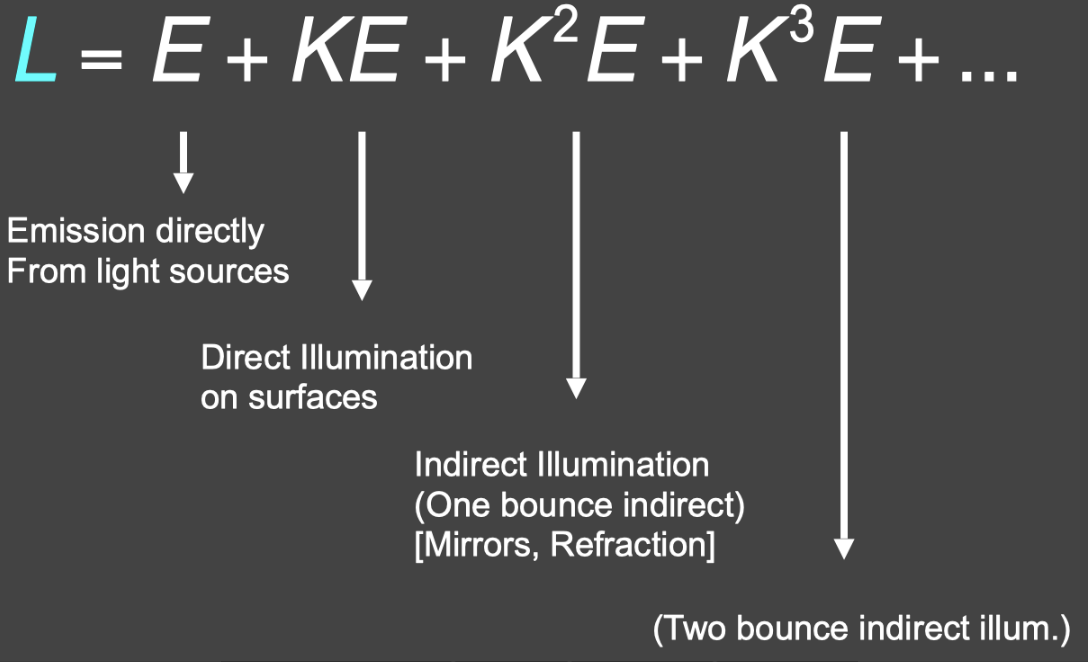 L = E + KE + K²E + K³E + ...
Emission directly
From light sources
Direct Illumination
on surfaces
Indirect Illumination
(One bounce indirect)
[Mirrors, Refraction]
(Two bounce indirect illum.)